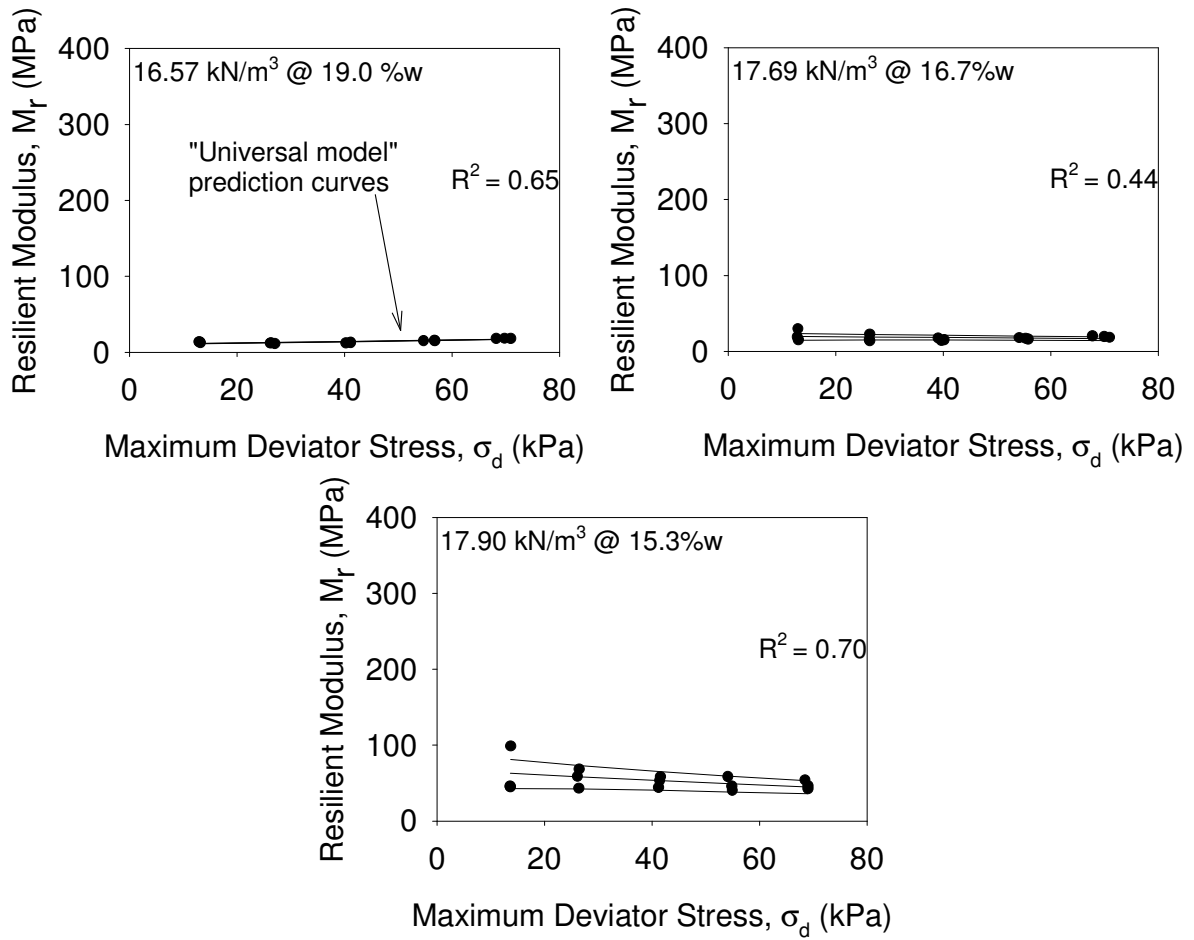 Resilient Modulus, Mr (MPa)
400
300
200
100
0
16.57 kN/m³ @ 19.0 %w
"Universal model"
prediction curves
R² = 0.65
0 20 40 60 80
Maximum Deviator Stress, σd (kPa)
Resilient Modulus, Mr (MPa)
400
300
200
100
0
17.69 kN/m³ @ 16.7%w
R² = 0.44
0 20 40 60 80
Maximum Deviator Stress, σd (kPa)
Resilient Modulus, Mr (MPa)
400
300
200
100
0
17.90 kN/m³ @ 15.3%w
R² = 0.70
0 20 40 60 80
Maximum Deviator Stress, σd (kPa)